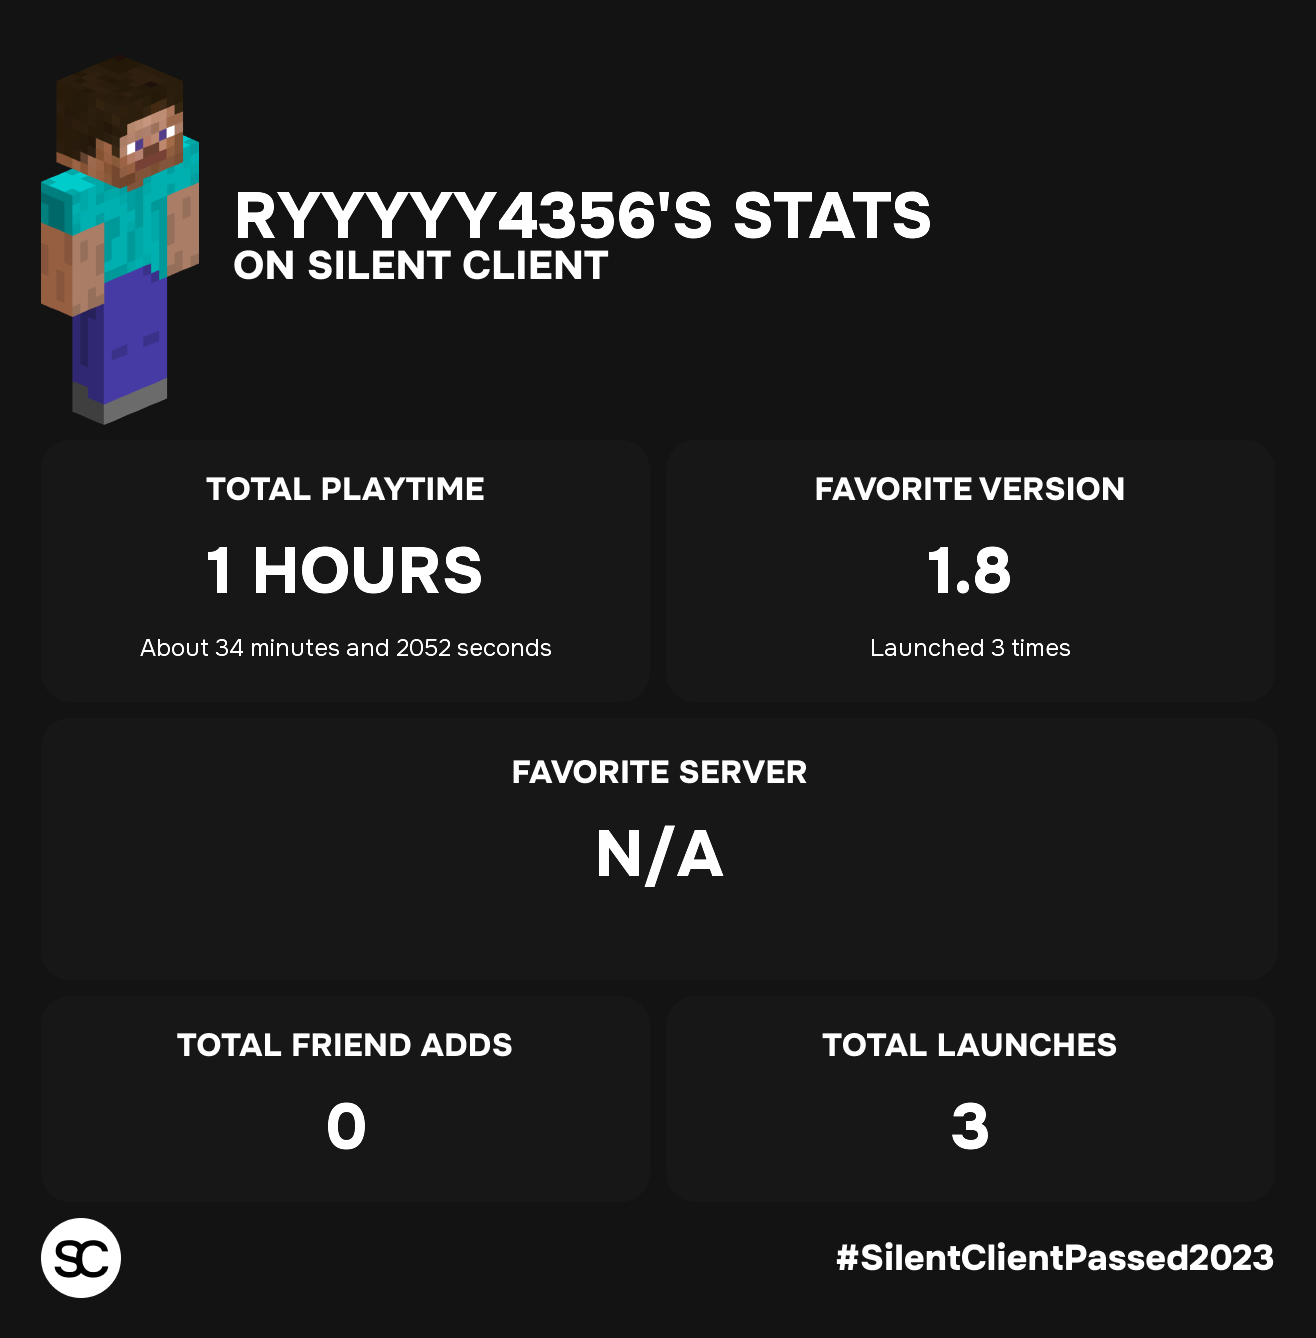 RYYYYY4356'S STATS
ON SILENT CLIENT
TOTAL PLAYTIME
1 HOURS
About 34 minutes and 2052 seconds
FAVORITE VERSION
1.8
Launched 3 times
FAVORITE SERVER
N/A
TOTAL FRIEND ADDS
0
TOTAL LAUNCHES
3
SC
#SilentClientPassed2023